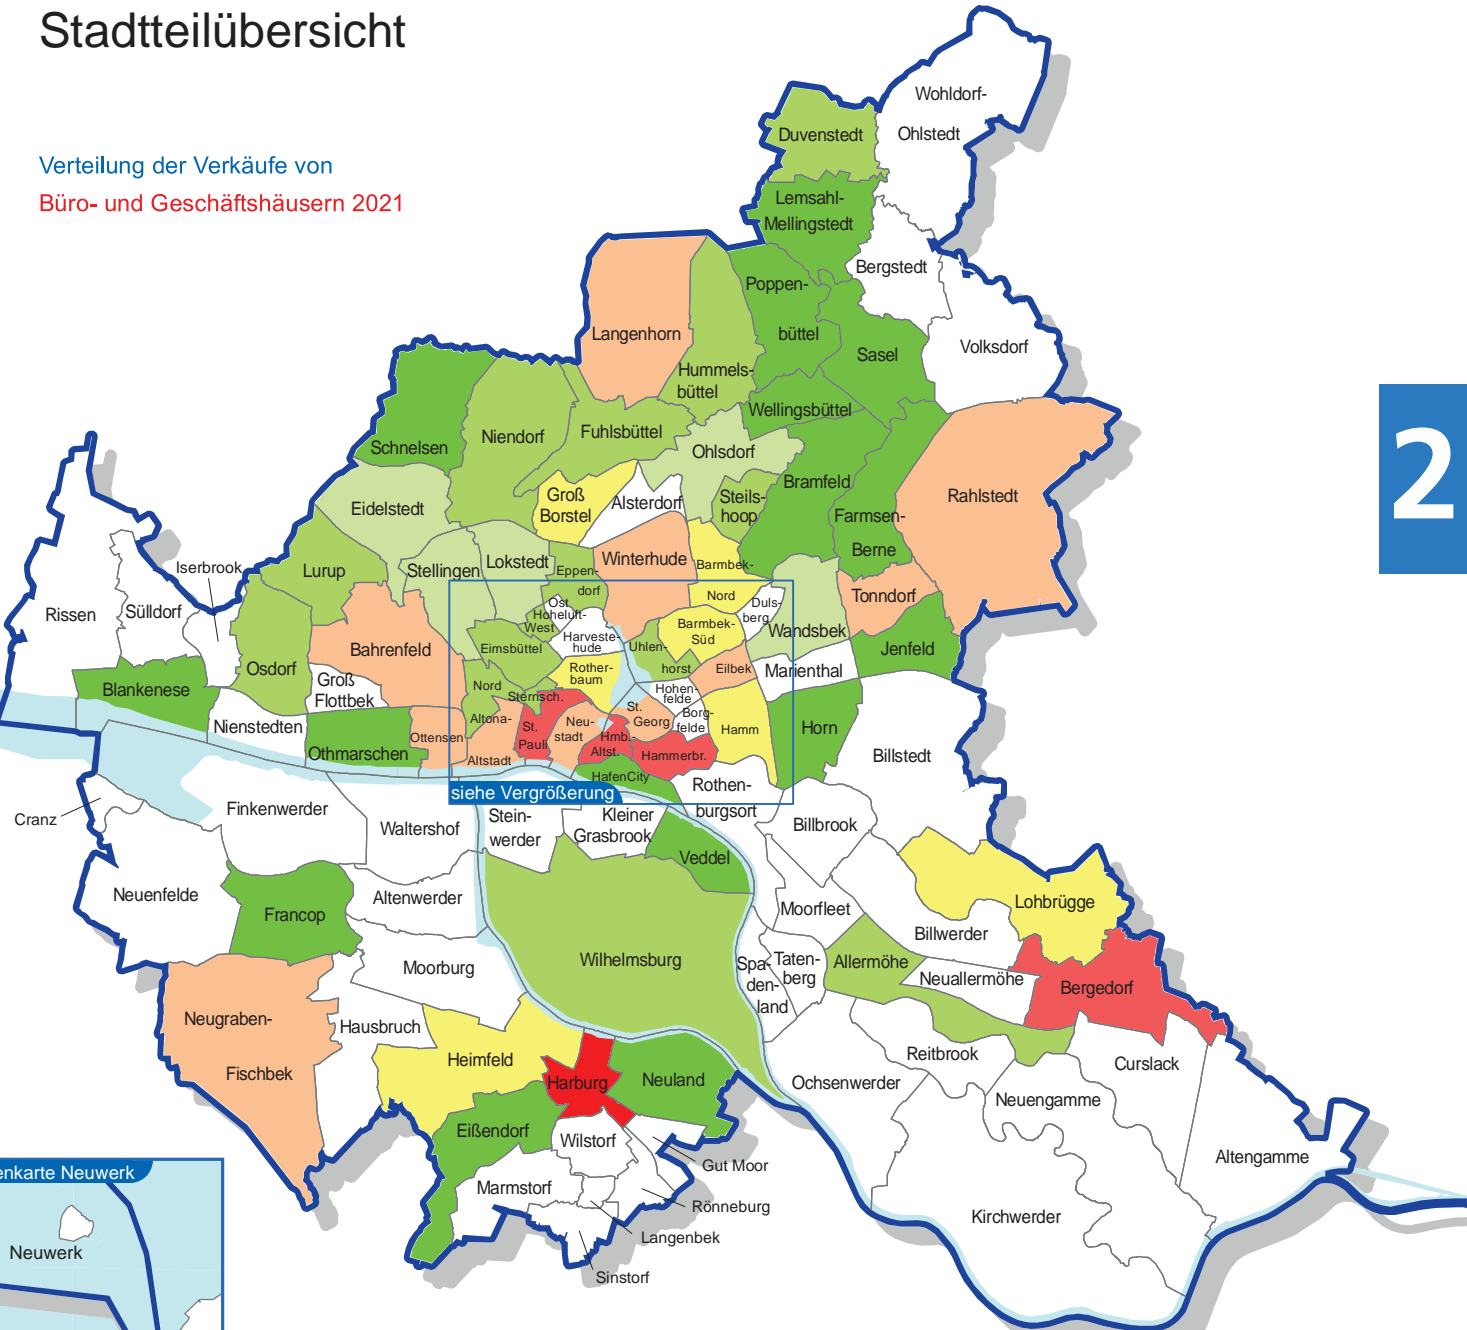 Stadtteilübersicht
Verteilung der Verkäufe von
Büro- und Geschäftshäusern 2021
2
Wohldorf-
Ohlstedt
Duvenstedt
Lemsahl-
Mellingstedt
Bergstedt
Poppen-
büttel
Volksdorf
Sasel
Langenhorn
Hummels-
büttel
Wellingsbüttel
Schnelsen
Niendorf
Fuhlsbüttel
Ohlsdorf
Bramfeld
Steils-
hoop
Farmsen-
Berne
Rahlstedt
Eidelstedt
Groß
Borstel
Alsterdorf
Winterhude
Barmbek-
Nord
Lokstedt
Stellingen
Eppen-
dorf
Lurup
Iserbrook
Rissen
Sülldorf
Osdorf
Bahrenfeld
Groß
Flottbek
Blankenese
Nienstedten
Othmarschen
Ottensen
Ost
Hoheluft-
West
Harveste-
hude
Eimsbüttel
Rother-
baum
Uhlen-
horst
Barmbek-
Süd
Duls-
berg
Wandsbek
Tonndorf
Jenfeld
Marienthal
Eilbek
Hohen-
felde
Borg-
felde
Hamm
Horn
Billstedt
Nord
Altona-
Altstadt
Sternsch.
St.
Pauli
Neu-
stadt
St.
Georg
Hmb.-
Altst.
Hammerbr.
HafenCity
siehe Vergrößerung
Rothen-
burgsort
Billbrook
Cranz
Finkenwerder
Waltershof
Stein-
werder
Kleiner
Grasbrook
Veddel
Neuenfelde
Francop
Altenwerder
Moorburg
Wilhelmsburg
Moorfleet
Spa-
den-
land
Taten-
berg
Billwerder
Lohbrügge
Allermöhe
Neuallermöhe
Bergedorf
Neugraben-
Fischbek
Hausbruch
Heimfeld
Harburg
Neuland
Eißendorf
Wilstorf
Gut Moor
Marmstorf
Rönneburg
Langenbek
Sinstorf
Ochsenwerder
Reitbrook
Curslack
Neuengamme
Altengamme
Kirchwerder
enkarte Neuwerk
Neuwerk